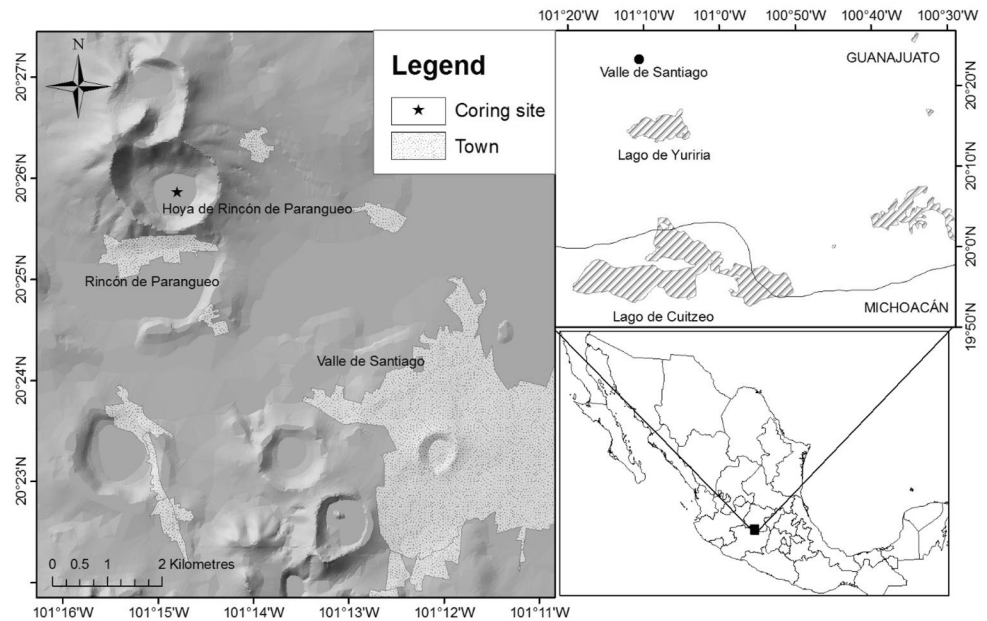 101°20'W 101°10'W 101°0'W 100°50'W 100°40'W 100°30'W
N
Legend
Coring site
Town
20°27'N
20°26'N
20°25'N
20°24'N
20°23'N
Hoya de Rincón de Parangueo
Rincón de Parangueo
Valle de Santiago
0 0.5 1 2 Kilometres
101°16'W 101°15'W 101°14'W 101°13'W 101°12'W 101°11'W
GUANAJUATO
Valle de Santiago
Lago de Yuriria
Lago de Cuitzeo
MICHOACÁN
20°20'N
20°10'N
20°0'N
19°50'N